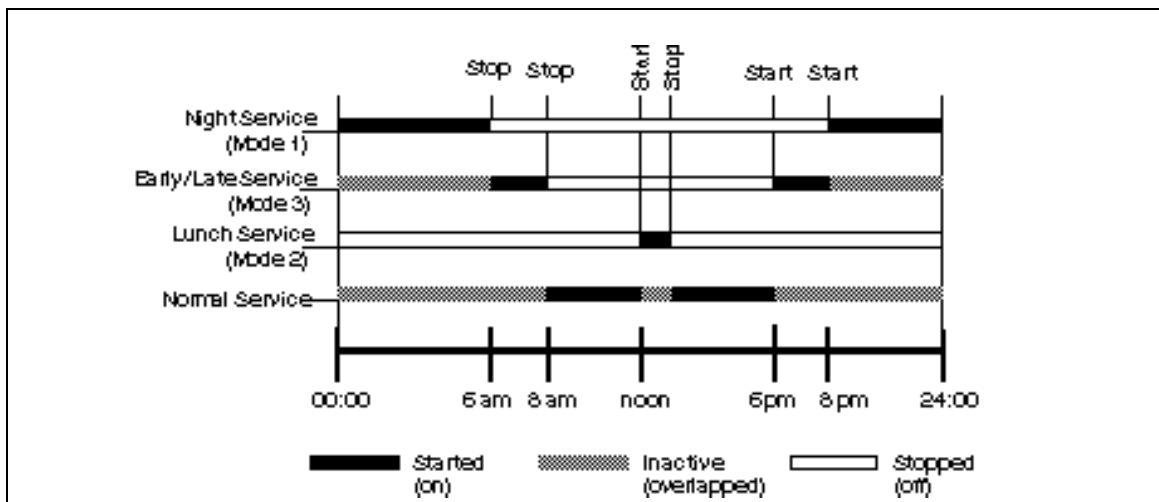 Stop Stop Start Stop Start Start
Night Service
(Mode 1)
Early/Late Service
(Mode 3)
Lunch Service
(Mode 2)
Normal Service
00:00 6 am 8 am noon 6 pm 8 pm 24:00
Started
(on)
Inactive
(overlapped)
Stopped
(off)